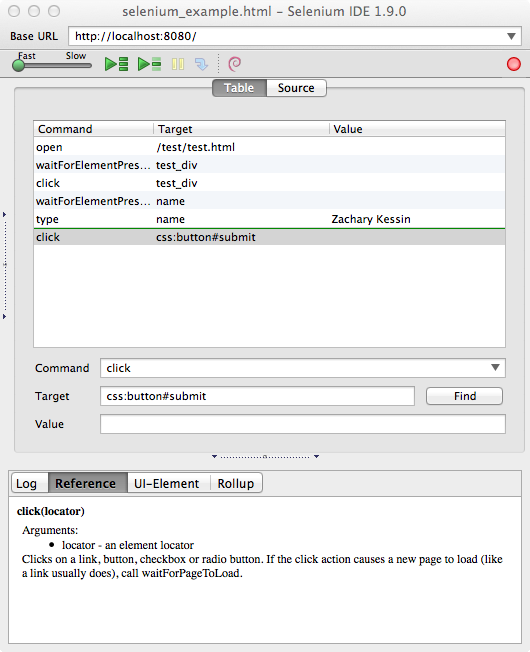 selenium_example.html - Selenium IDE 1.9.0
Base URL http://localhost:8080/
Fast Slow
Table Source
Command Target Value
open /test/test.html
waitForElementPres... test_div
click test_div
waitForElementPres... name
type name Zachary Kessin
click css:button#submit
Command click
Target css:button#submit Find
Value
Log Reference UI-Element Rollup
click(locator)
Arguments:
• locator - an element locator
Clicks on a link, button, checkbox or radio button. If the click action causes a new page to load (like
a link usually does), call waitForPageToLoad.